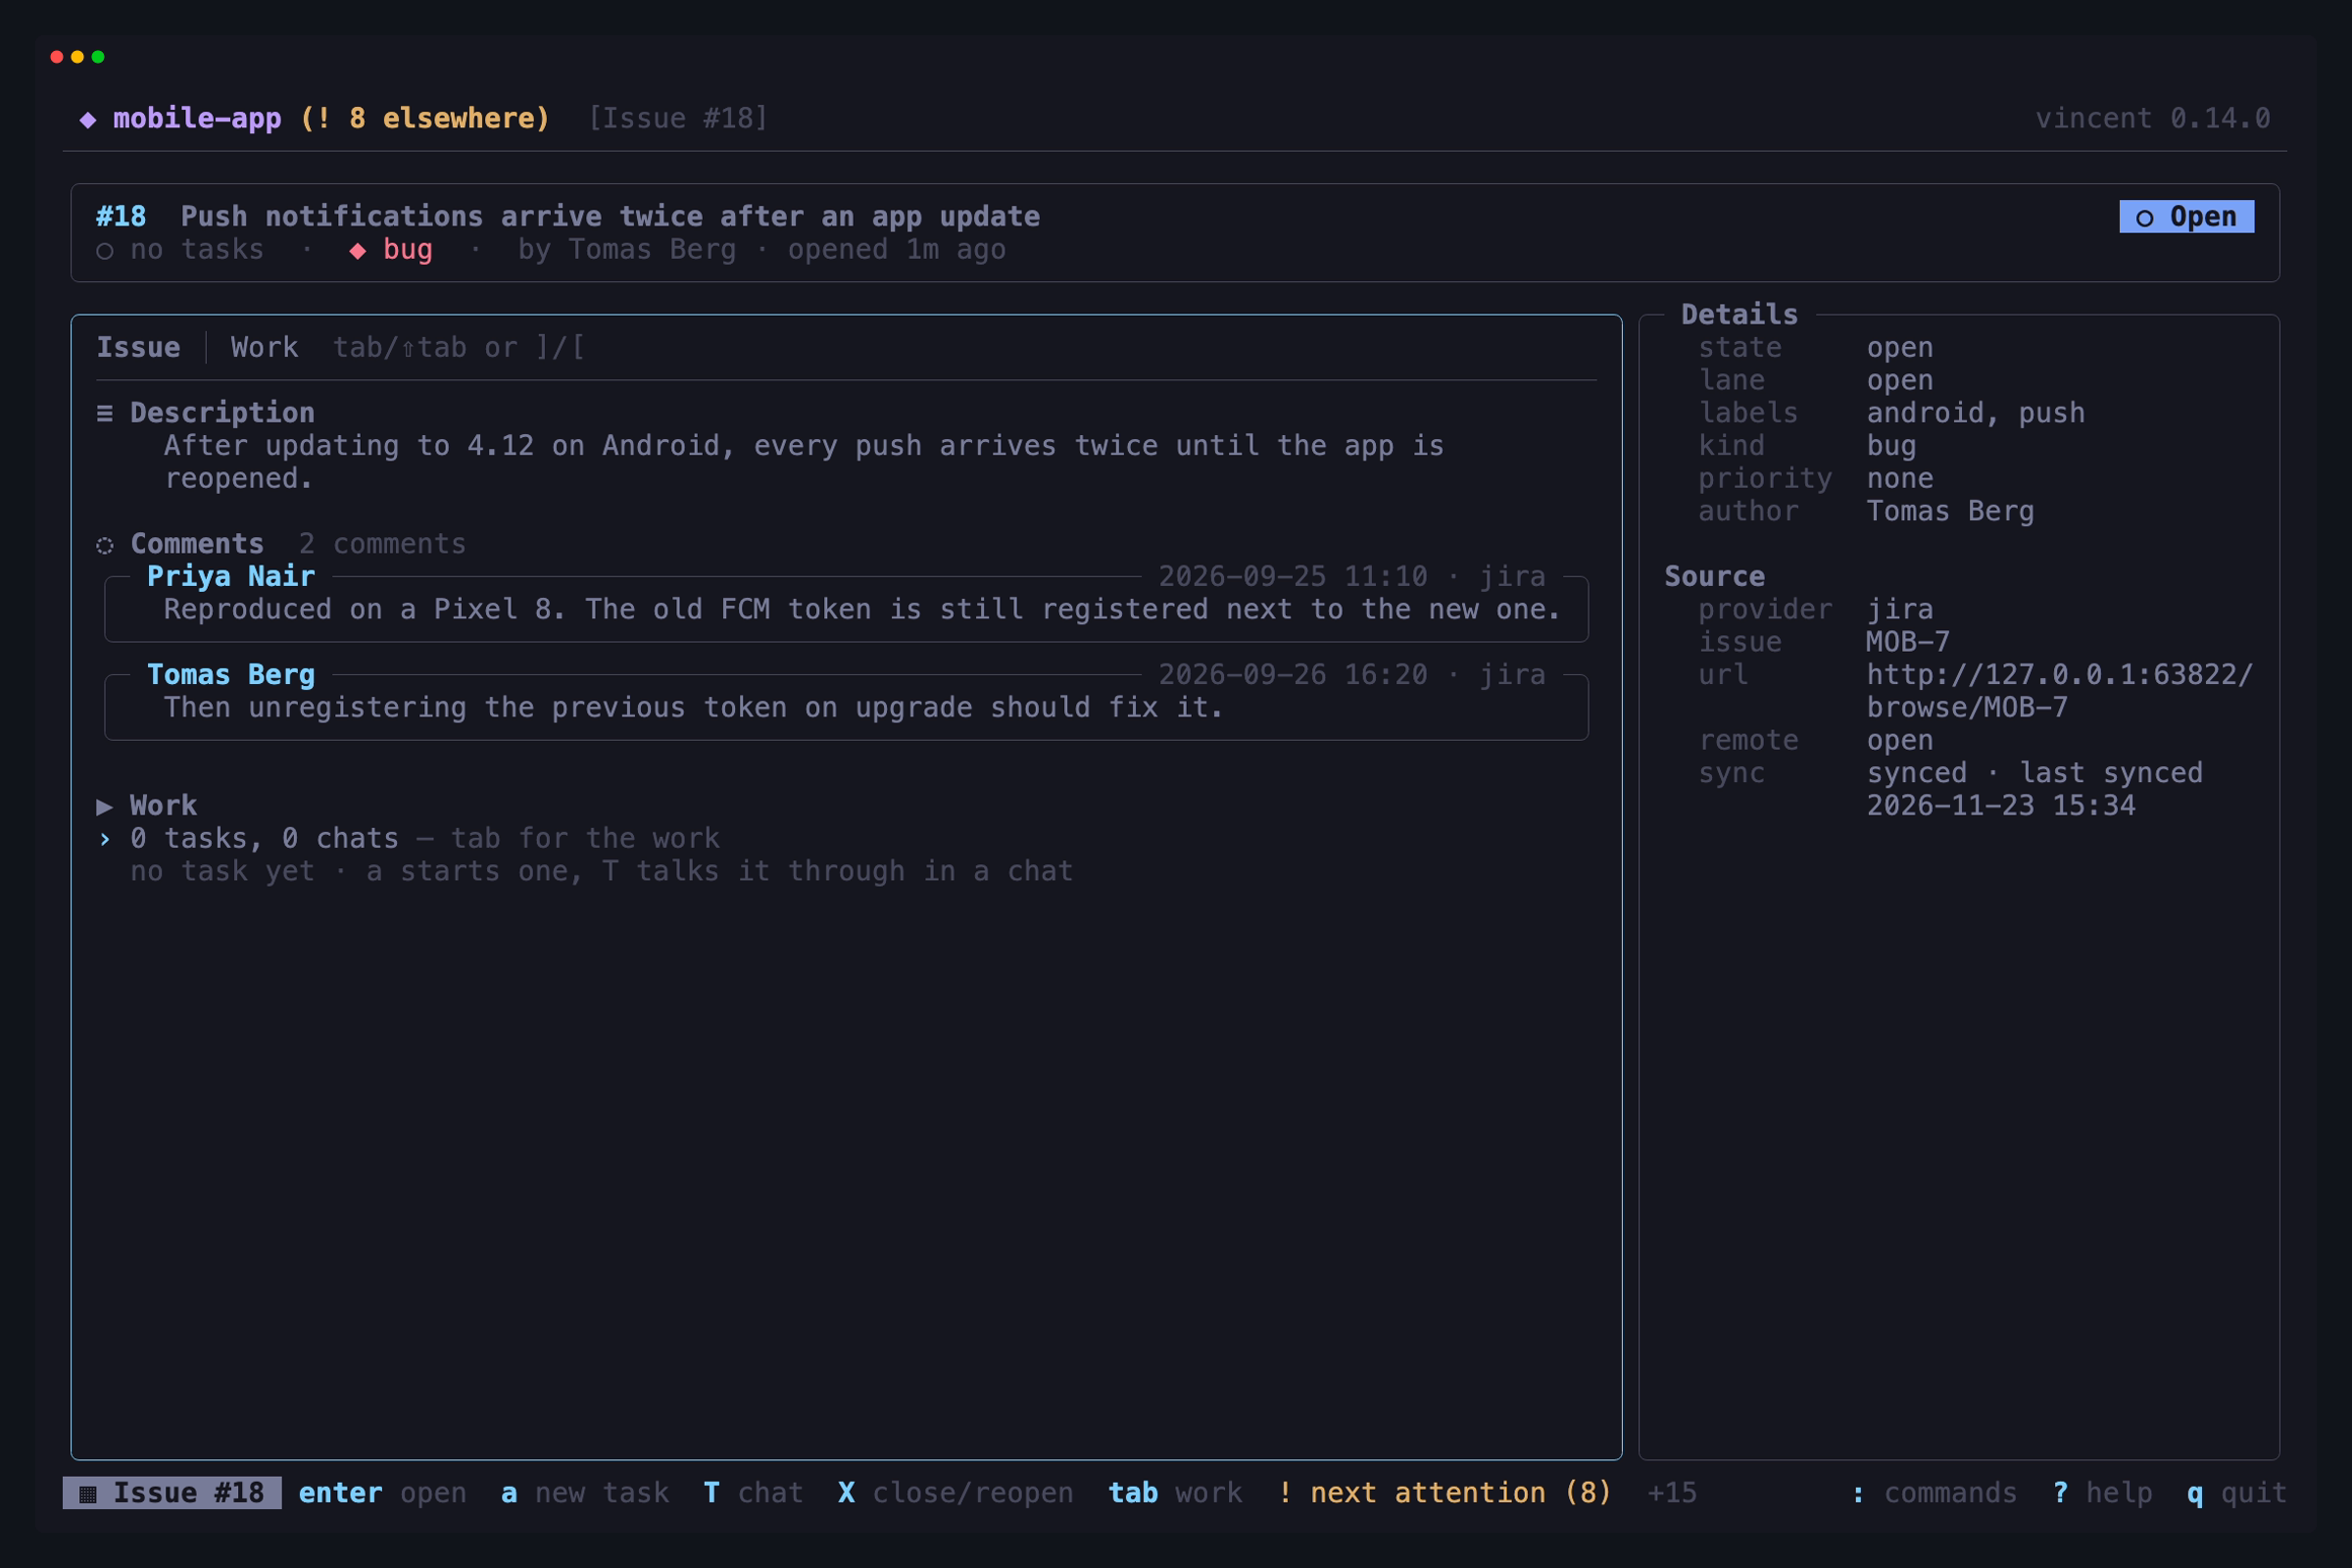 ◆ mobile-app (! 8 elsewhere) [Issue #18] vincent 0.14.0
#18 Push notifications arrive twice after an app update ○ Open
○ no tasks · ◆ bug · by Tomas Berg · opened 1m ago
Issue │ Work tab/⇧tab or ]/[
≡ Description
After updating to 4.12 on Android, every push arrives twice until the app is
reopened.
◌ Comments 2 comments
Priya Nair 2026-09-25 11:10 · jira
Reproduced on a Pixel 8. The old FCM token is still registered next to the new one.
Tomas Berg 2026-09-26 16:20 · jira
Then unregistering the previous token on upgrade should fix it.
▶ Work
› 0 tasks, 0 chats — tab for the work
no task yet · a starts one, T talks it through in a chat
Details
state open
lane open
labels android, push
kind bug
priority none
author Tomas Berg
Source
provider jira
issue MOB-7
url http://127.0.0.1:63822/
browse/MOB-7
remote open
sync synced · last synced
2026-11-23 15:34
▦ Issue #18 enter open a new task T chat X close/reopen tab work ! next attention (8) +15 : commands ? help q quit